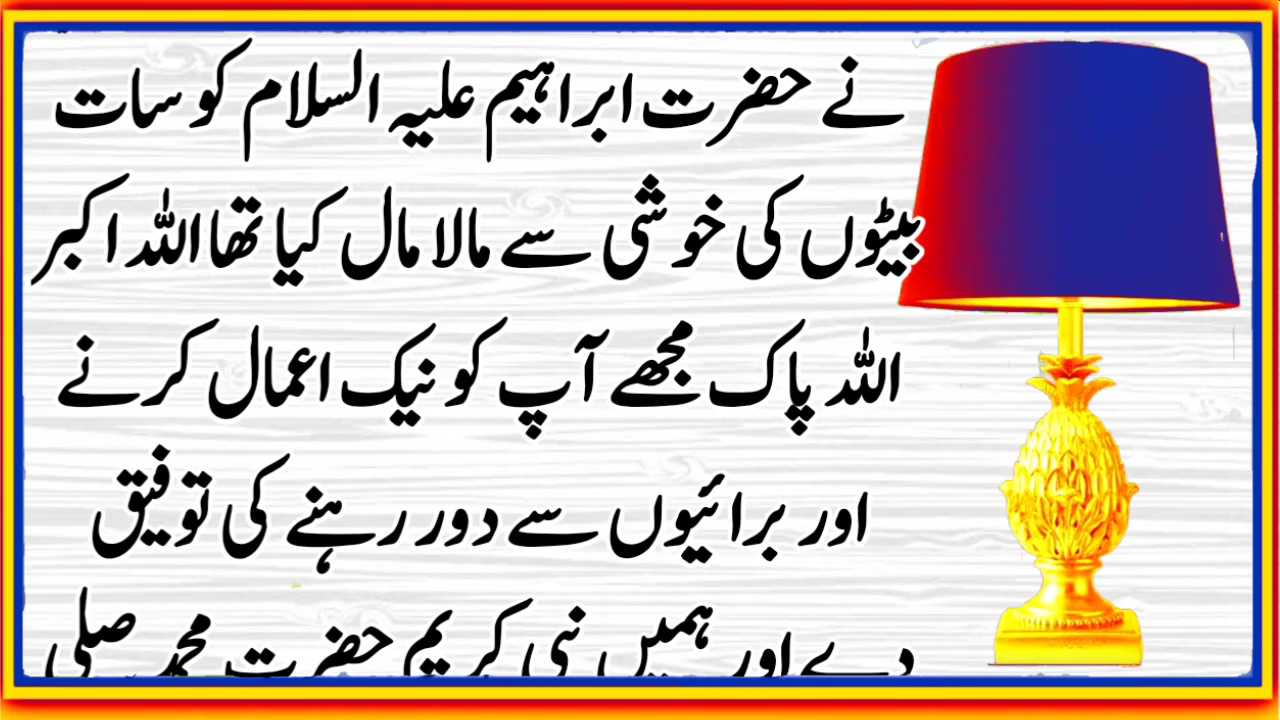 نے حضرت ابراہیم علیہ السلام کو سات
بیٹوں کی خوشی سے مالا مال کیا تھا اللہ اکبر
اللہ پاک مجھے آپ کو نیک اعمال کرنے
اور برائیوں سے دور رہنے کی توفیق
دے اور ہمیں نبی کریم حضرت محمد صلی